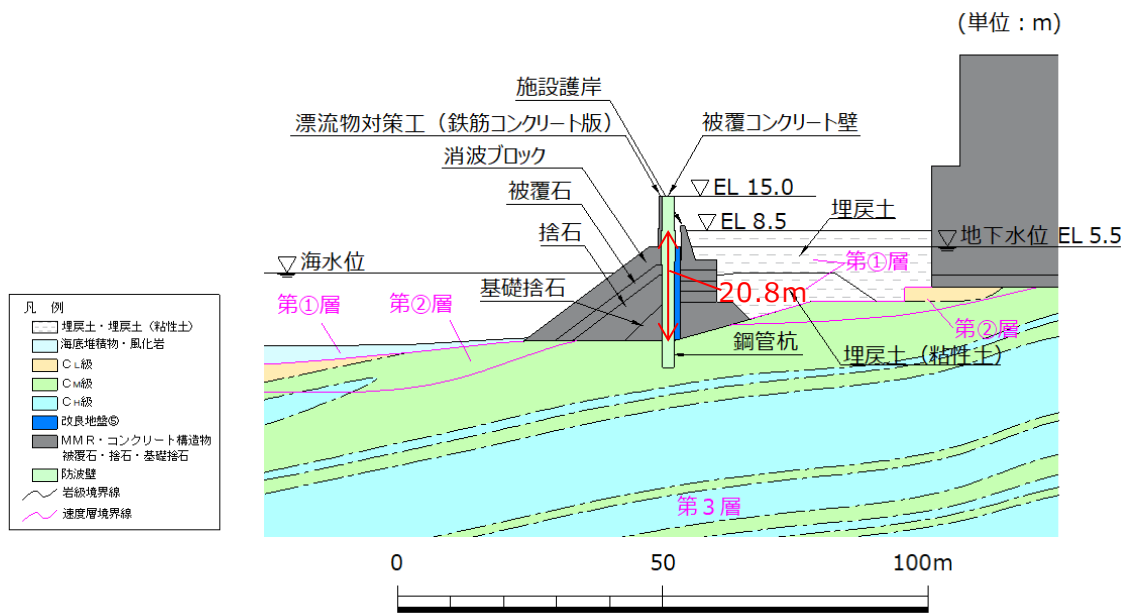 (単位：m)
施設護岸
漂流物対策工（鉄筋コンクリート版）
被覆コンクリート壁
消波ブロック
▽ EL 15.0
被覆石
▽ EL 8.5
埋戻土
捨石
地下水位 EL 5.5
海水位
第①層
基礎捨石
20.8m
第①層
第②層
第②層
鋼管杭
埋戻土（粘性土）
凡 例
埋戻土・埋戻土（粘性土）
海底堆積物・風化岩
CL級
CM級
CH級
改良地盤⑤
MMR・コンクリート構造物
被覆石・捨石・基礎捨石
防波壁
岩級境界線
速度層境界線
第３層
0
50
100m